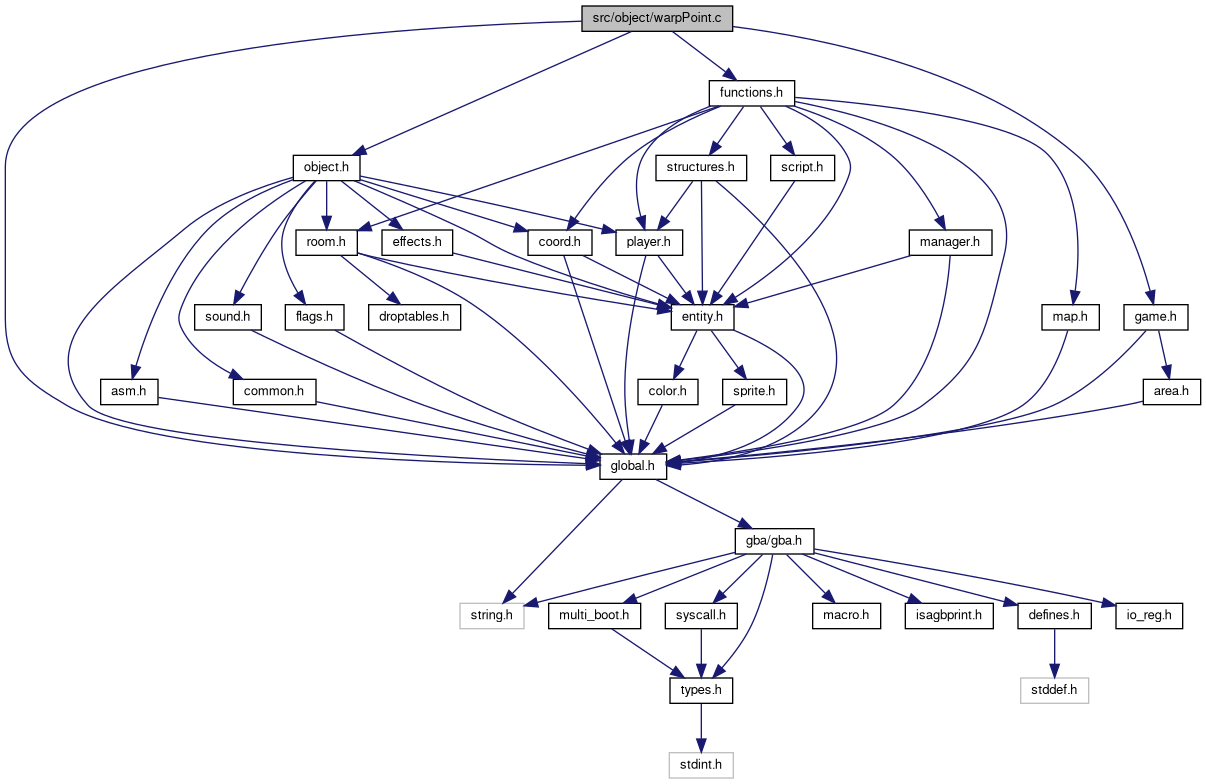 src/object/warpPoint.c
functions.h
object.h
structures.h
script.h
room.h
effects.h
coord.h
player.h
manager.h
sound.h
flags.h
droptables.h
entity.h
map.h
game.h
asm.h
common.h
color.h
sprite.h
area.h
global.h
gba/gba.h
string.h
multi_boot.h
syscall.h
macro.h
isagbprint.h
defines.h
io_reg.h
types.h
stddef.h
stdint.h